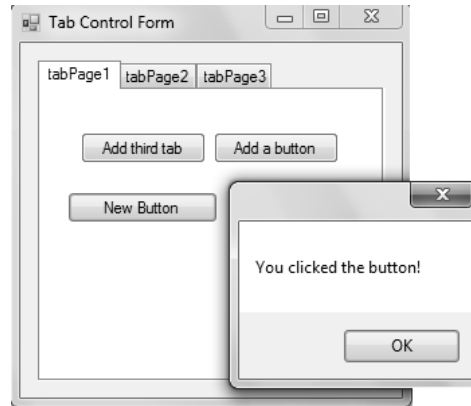 Tab Control Form
tabPage1 tabPage2 tabPage3
Add third tab Add a button
New Button
You clicked the button!
OK